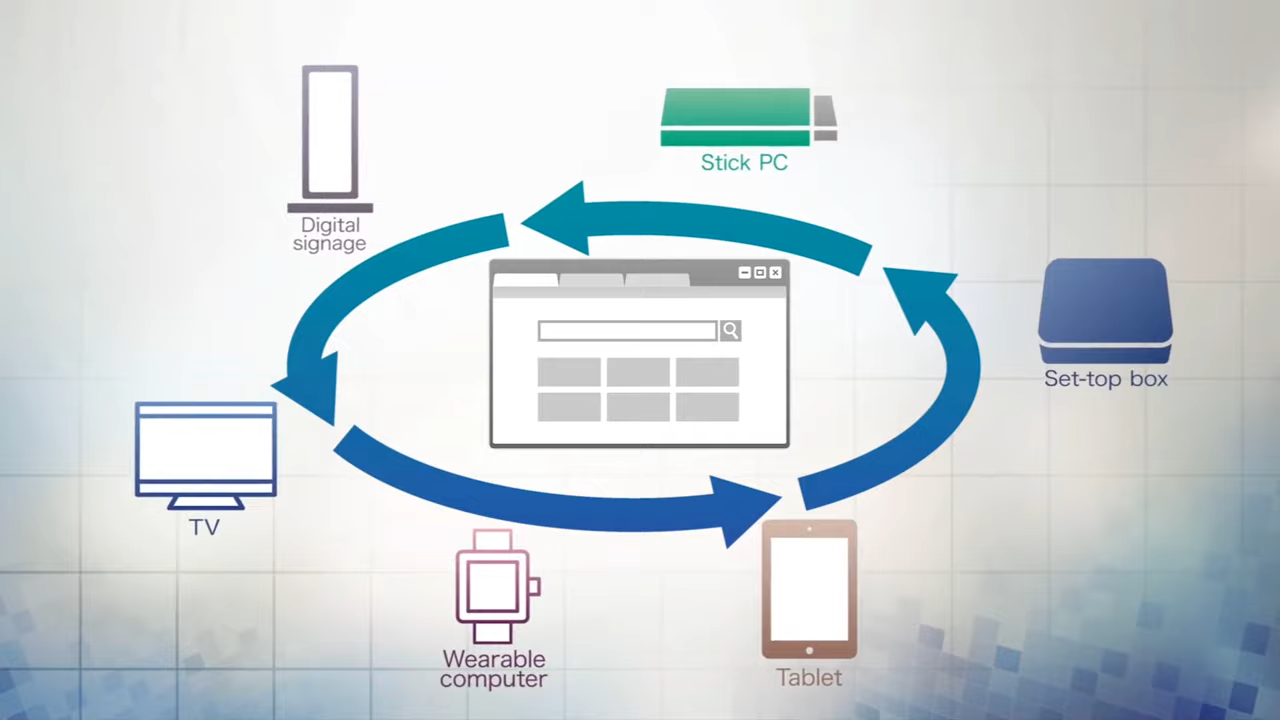 Stick PC
Digital
signage
Set-top box
TV
Wearable
computer
Tablet